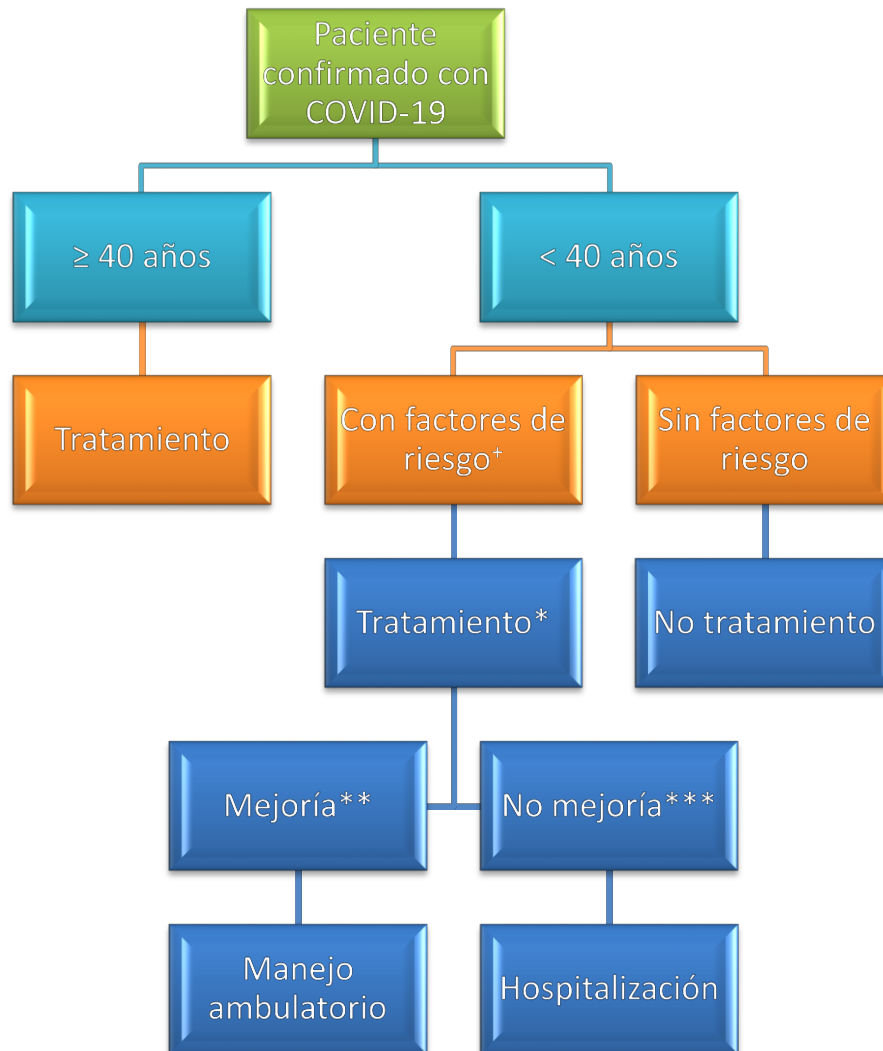 Paciente
confirmado con
COVID-19
≥ 40 años
< 40 años
Tratamiento
Con factores de
riesgo⁺
Sin factores de
riesgo
Tratamiento*
No tratamiento
Mejoría**
No mejoría***
Manejo
ambulatorio
Hospitalización